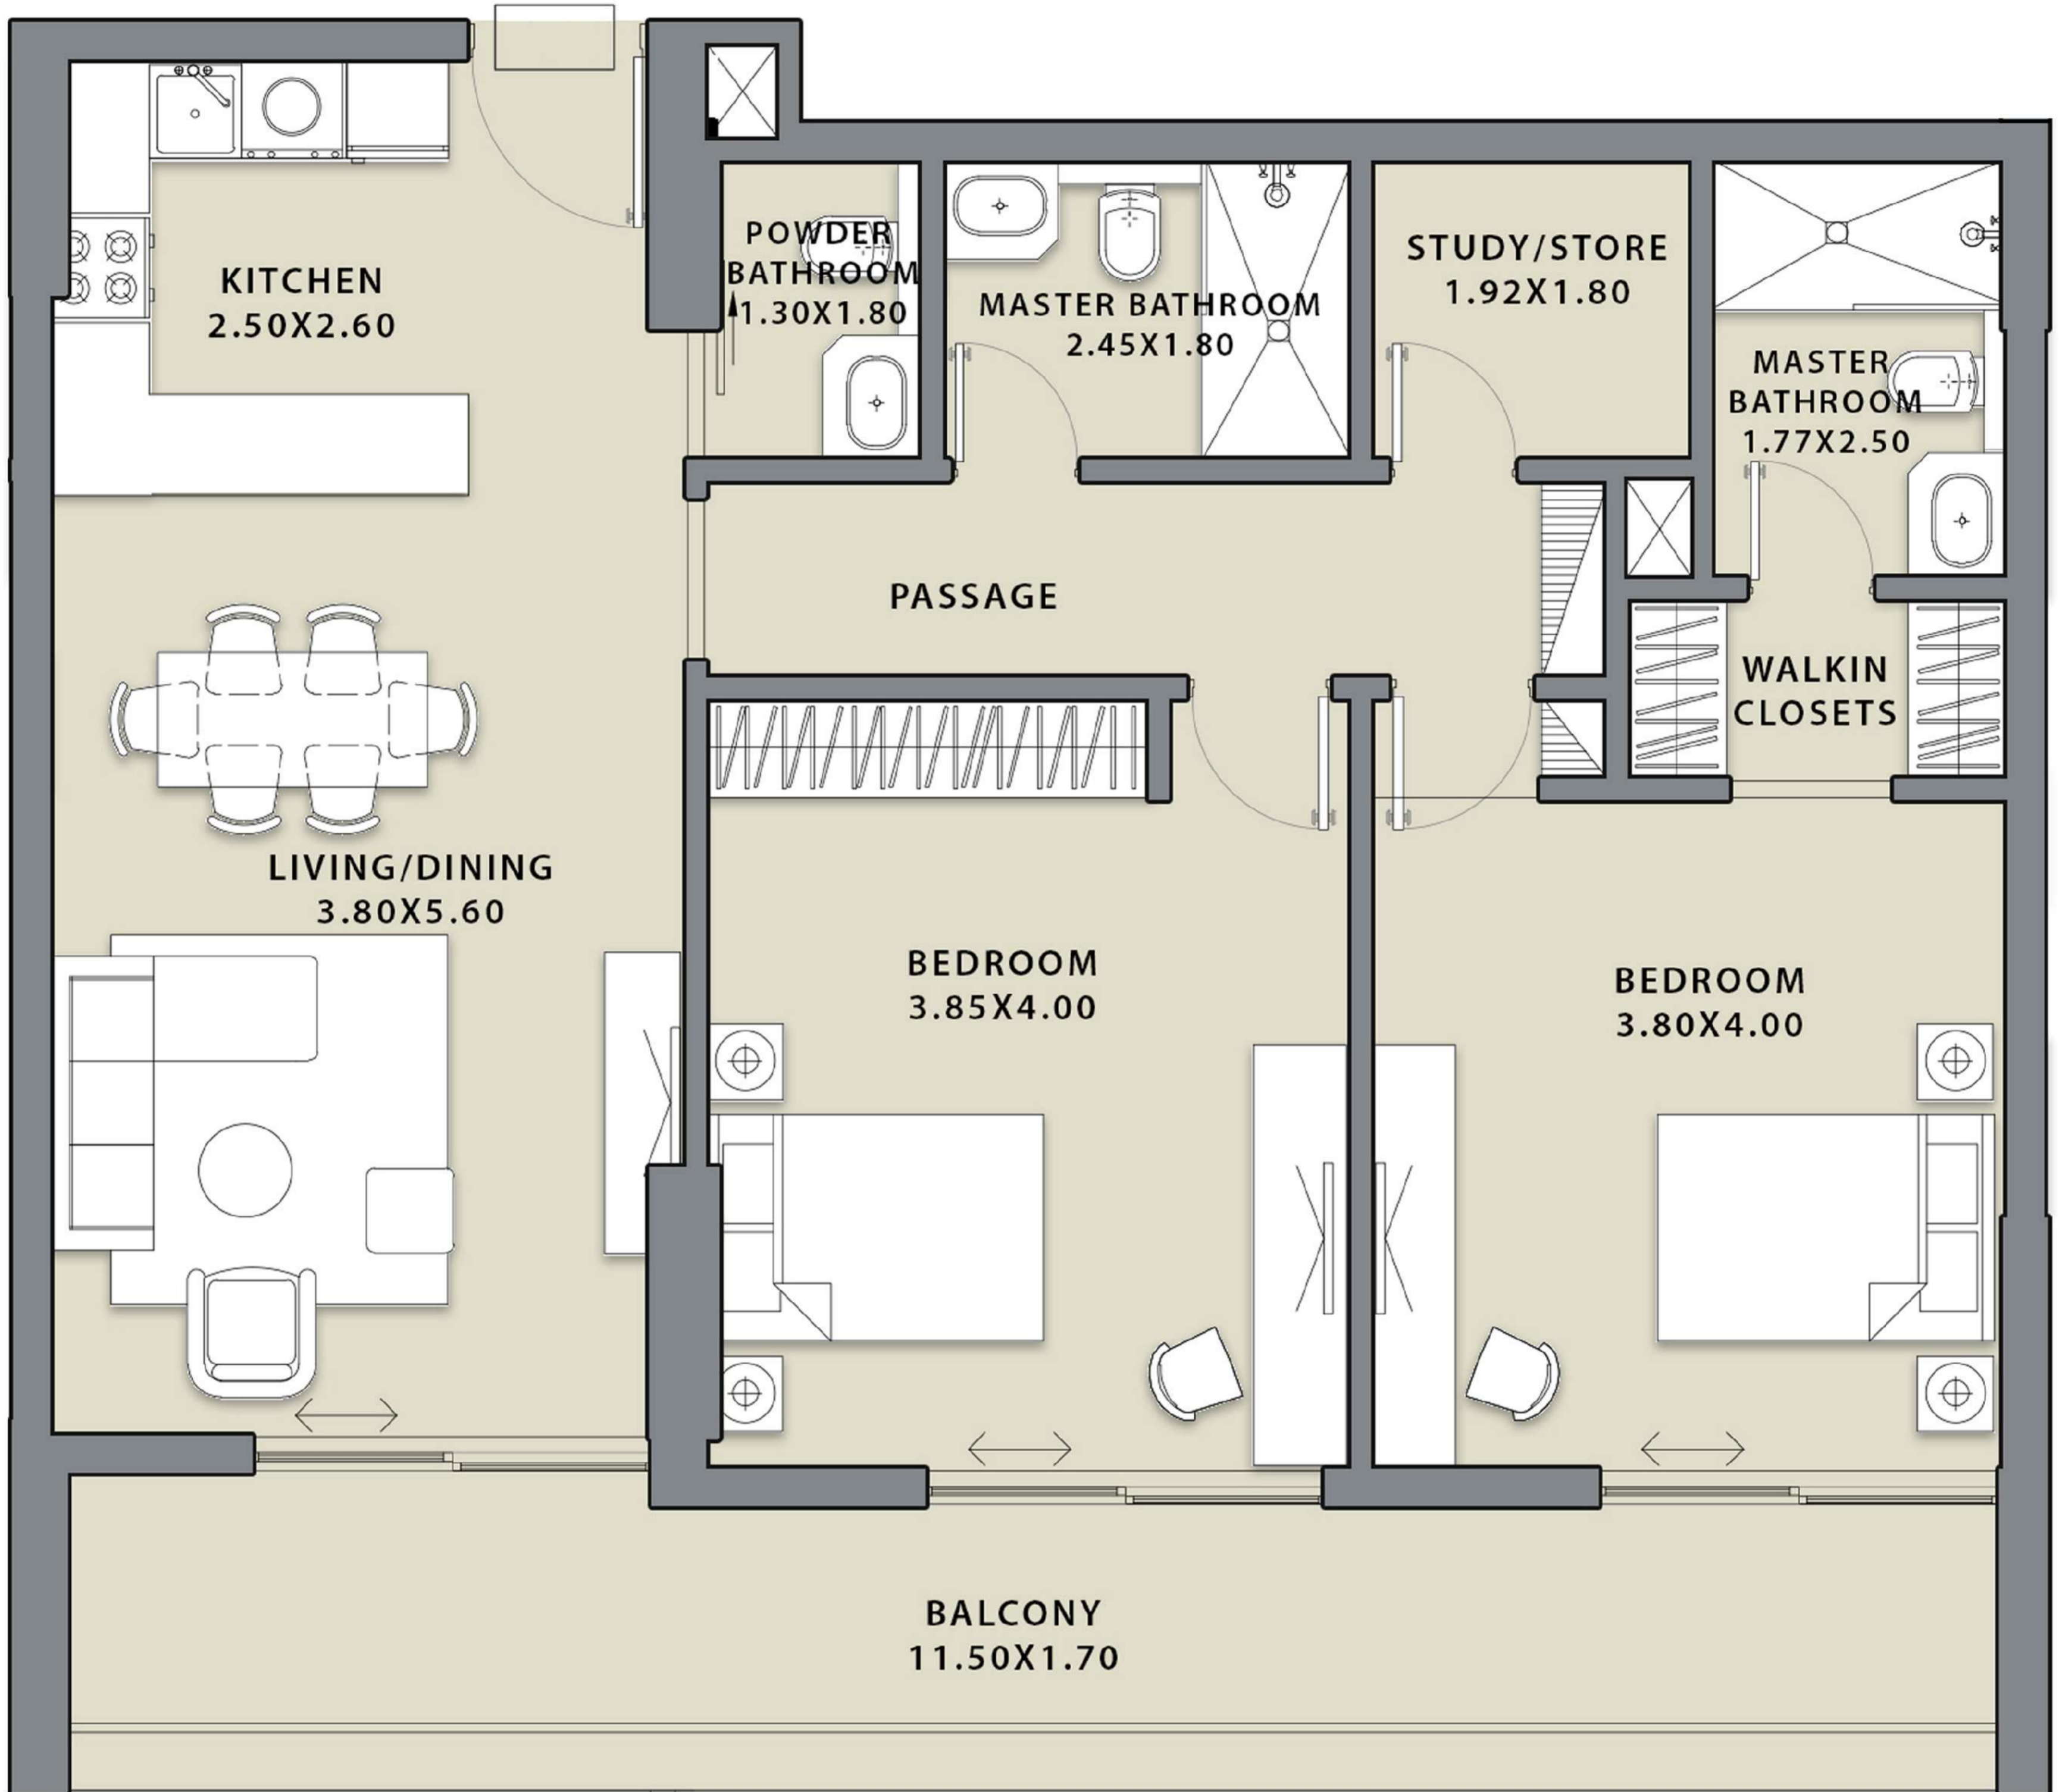 KITCHEN
2.50X2.60
POWDER
BATHROOM
1.30X1.80
MASTER BATHROOM
2.45X1.80
STUDY/STORE
1.92X1.80
MASTER
BATHROOM
1.77X2.50
PASSAGE
WALKIN
CLOSETS
LIVING/DINING
3.80X5.60
BEDROOM
3.85X4.00
BEDROOM
3.80X4.00
BALCONY
11.50X1.70